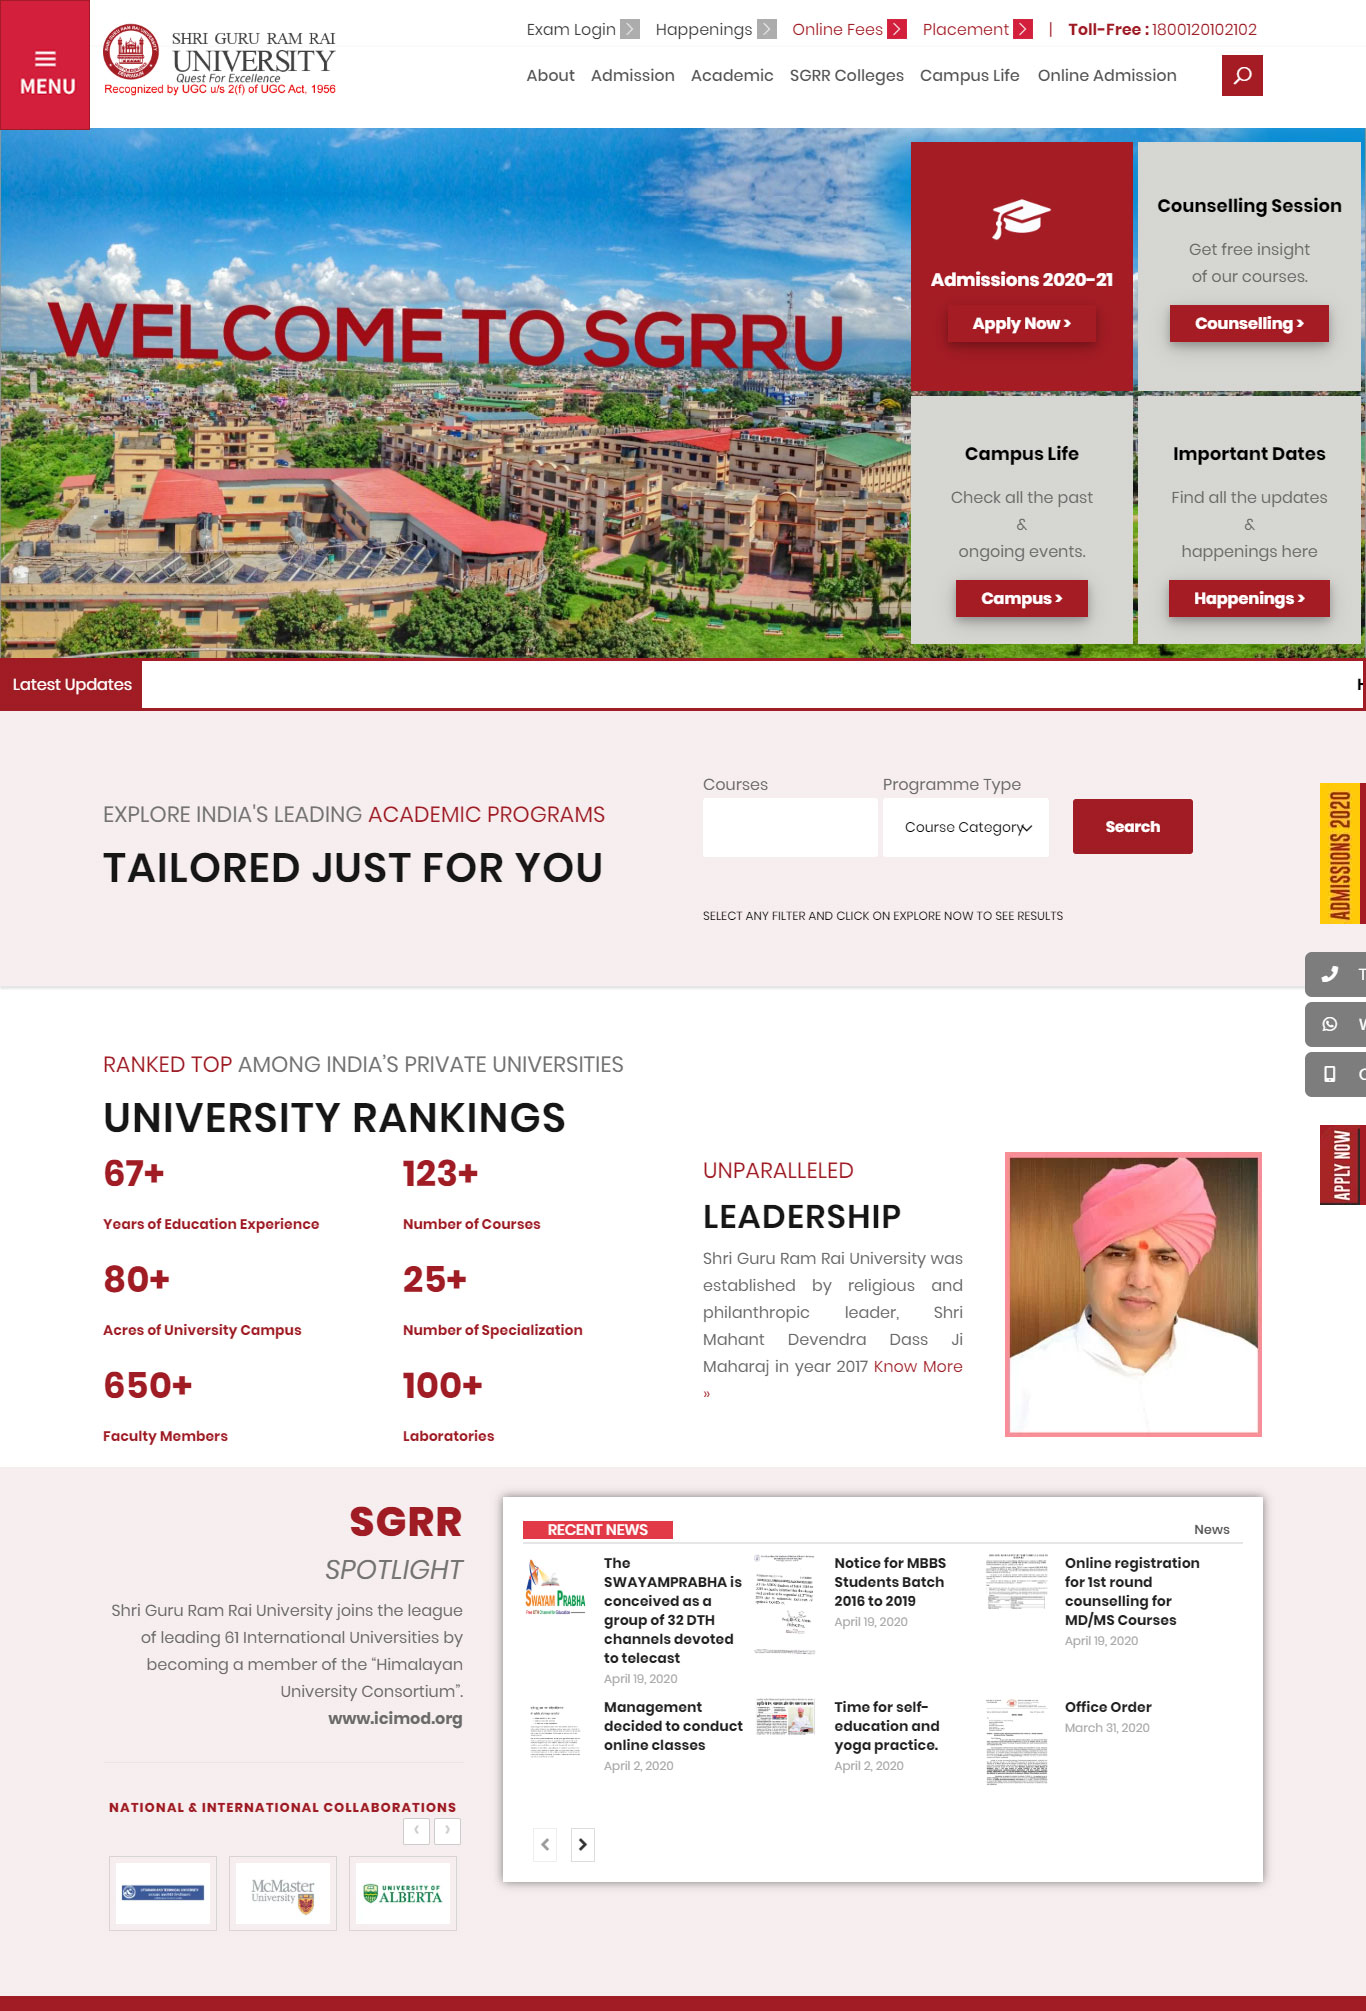 MENU
SHRI GURU RAM RAI
UNIVERSITY
Quest For Excellence
Recognized by UGC u/s 2(f) of UGC Act. 1956
Exam Login
Happenings
Online Fees
Placement
|
Toll-Free : 1800120102102
About
Admission
Academic
SGRR Colleges
Campus Life
Online Admission
WELCOME TO SGRRU
Admissions 2020-21
Apply Now >
Counselling Session
Get free insight
of our courses.
Counselling >
Campus Life
Check all the past
&
ongoing events.
Campus >
Important Dates
Find all the updates
&
happenings here
Happenings >
Latest Updates
EXPLORE INDIA'S LEADING ACADEMIC PROGRAMS
TAILORED JUST FOR YOU
Courses
Programme Type
Course Category
Search
SELECT ANY FILTER AND CLICK ON EXPLORE NOW TO SEE RESULTS
ADMISSIONS 2020
APPLY NOW
RANKED TOP AMONG INDIA'S PRIVATE UNIVERSITIES
UNIVERSITY RANKINGS
67+
Years of Education Experience
123+
Number of Courses
80+
Acres of University Campus
25+
Number of Specialization
650+
Faculty Members
100+
Laboratories
UNPARALLELED
LEADERSHIP
Shri Guru Ram Rai University was
established by religious and
philanthropic leader, Shri
Mahant Devendra Dass Ji
Maharaj in year 2017 Know More
»
SGRR
SPOTLIGHT
Shri Guru Ram Rai University joins the league
of leading 61 International Universities by
becoming a member of the “Himalayan
University Consortium”.
www.icimod.org
NATIONAL & INTERNATIONAL COLLABORATIONS
McMaster
University
UNIVERSITY OF
ALBERTA
RECENT NEWS
News
SWAYAM PRABHA
The
SWAYAMPRABHA is
conceived as a
group of 32 DTH
channels devoted
to telecast
April 19, 2020
Notice for MBBS
Students Batch
2016 to 2019
April 19, 2020
Online registration
for 1st round
counselling for
MD/MS Courses
April 19, 2020
Management
decided to conduct
online classes
April 2, 2020
Time for self-
education and
yoga practice.
April 2, 2020
Office Order
March 31, 2020